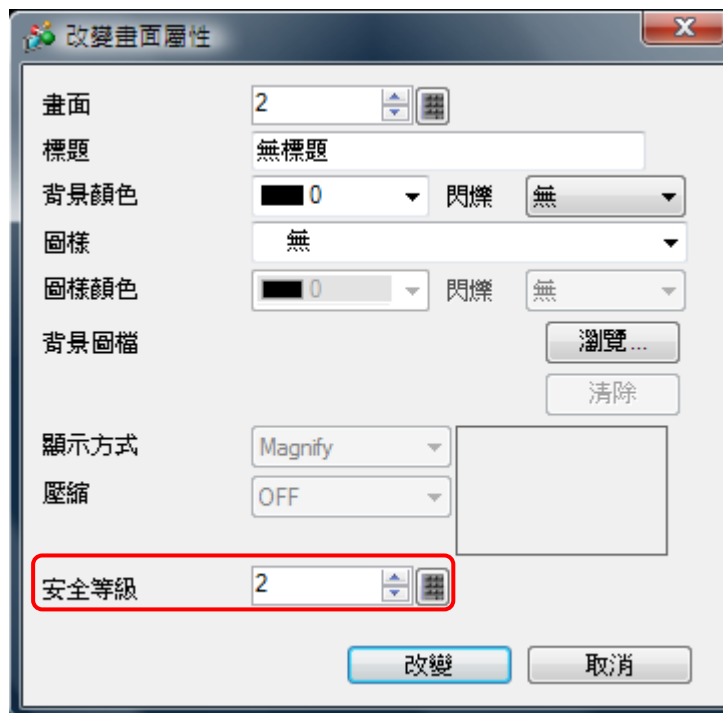 改變畫面屬性
畫面 2
標題 無標題
背景顏色 0 閃爍 無
圖樣 無
圖樣顏色 0 閃爍 無
背景圖檔 瀏覽...
清除
顯示方式 Magnify
壓縮 OFF
安全等級 2
改變 取消